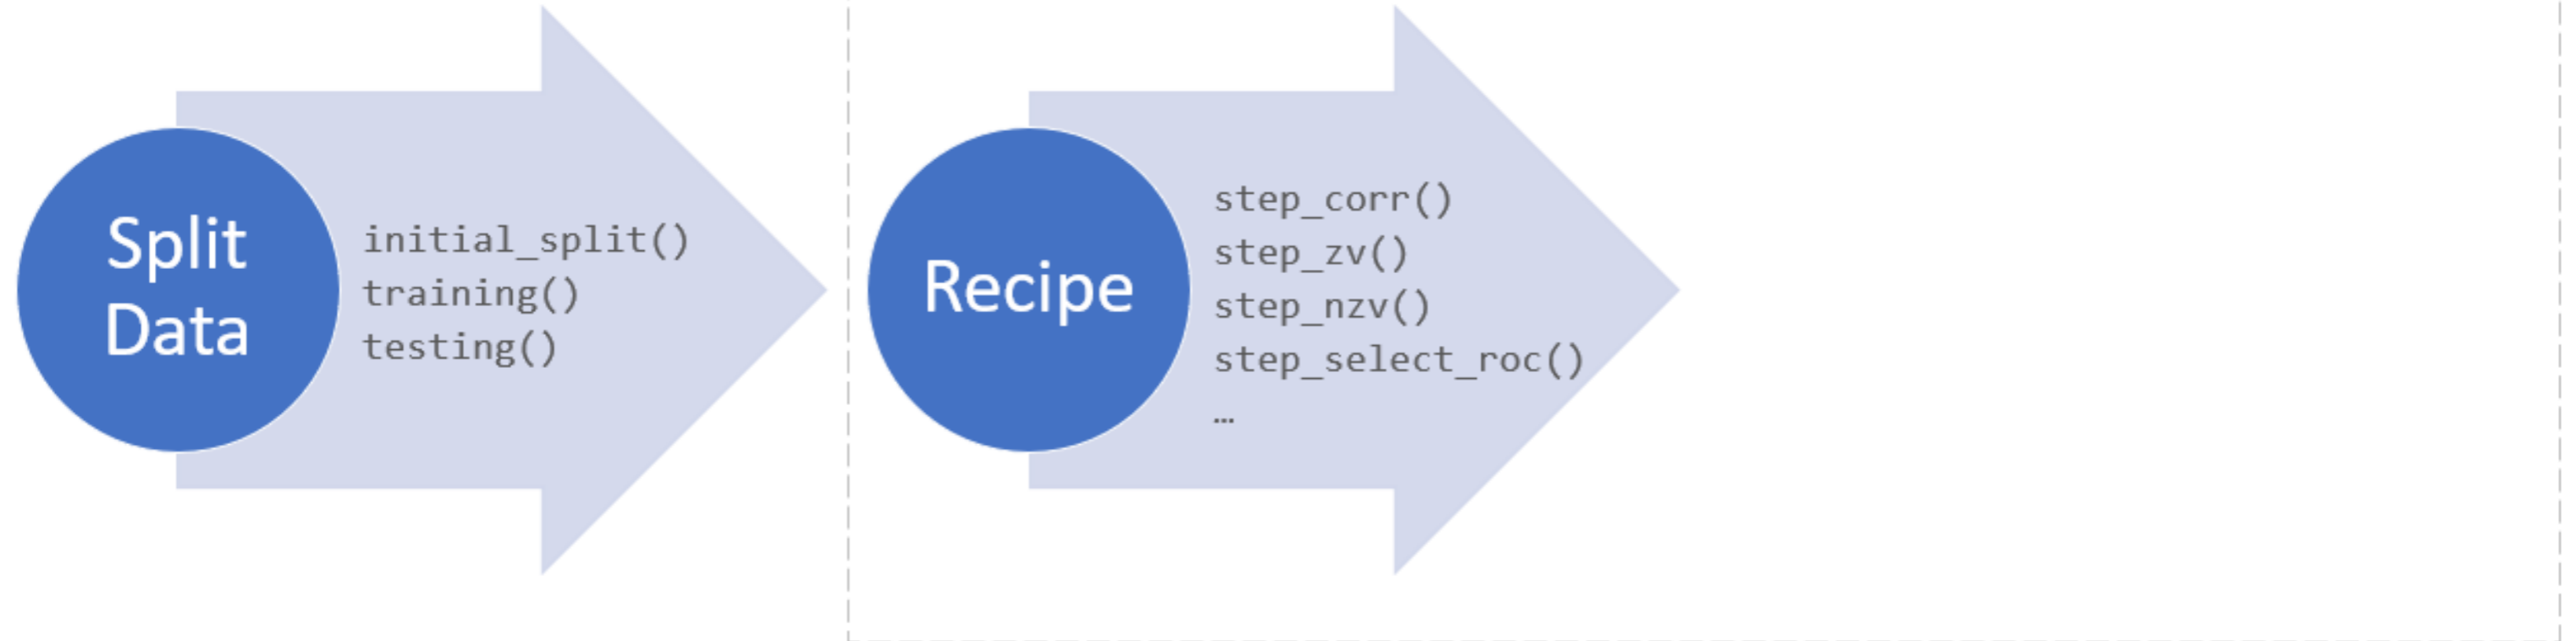 Split
Data
initial_split()
training()
testing()
Recipe
step_corr()
step_zv()
step_nzv()
step_select_roc()
…